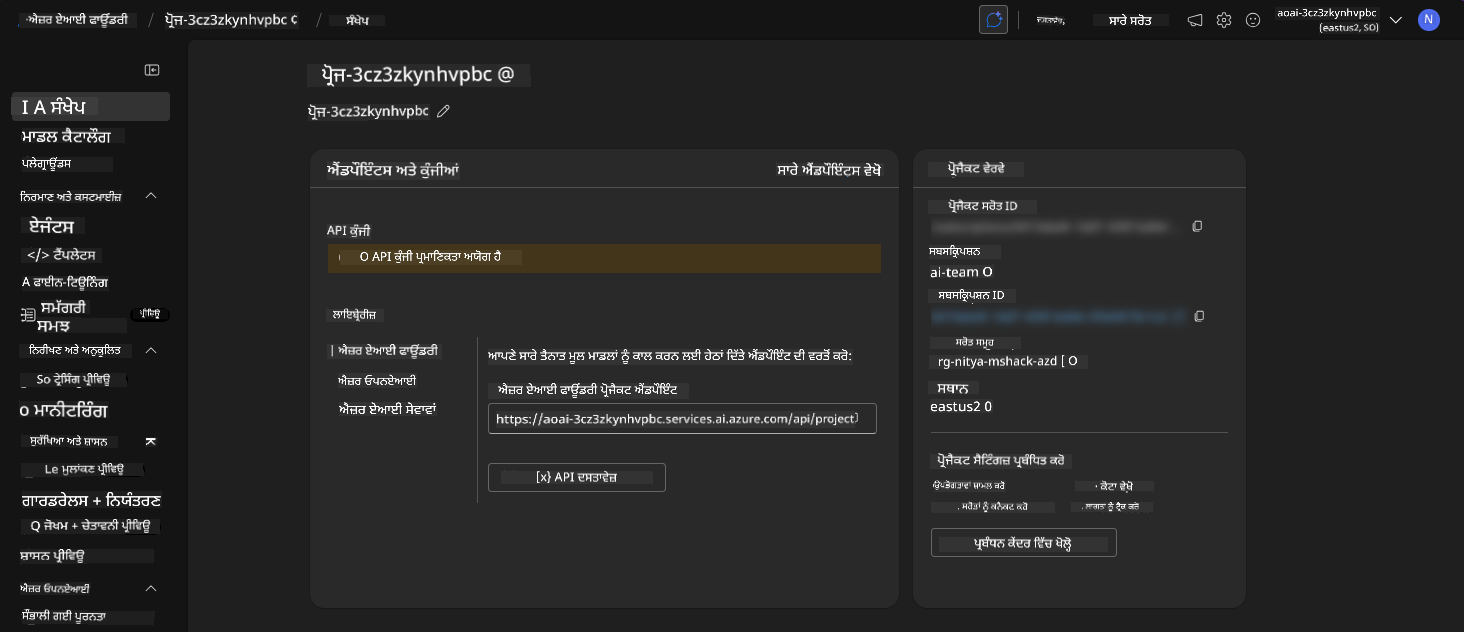 ਐਜ਼ਰ ਏਆਈ ਫਾਊਂਡਰੀ / ਪ੍ਰੋਜ-3cz3zkynhvpbc / ਸੰਖੇਪ
ਸਾਰੇ ਸਰੋਤ
aoai-3cz3zkynhvpbc
(eastus2, SO)
N
I A ਸੰਖੇਪ
ਮਾਡਲ ਕੈਟਾਲੌਗ
ਪਲੇਗ੍ਰਾਊਂਡਸ
ਨਿਰਮਾਣ ਅਤੇ ਕਸਟਮਾਈਜ਼
ਏਜੰਟਸ
</> ਟੈਂਪਲੇਟਸ
A ਫਾਈਨ-ਟਿਊਨਿੰਗ
ਸਮੱਗਰੀ
ਸਮਝ
ਪ੍ਰੀਵਿਊ
ਨਿਰੀਖਣ ਅਤੇ ਅਨੁਕੂਲਿਤ
So ਟ੍ਰੇਸਿੰਗ ਪ੍ਰੀਵਿਊ
o ਮਾਨੀਟਰਿੰਗ
ਸੁਰੱਖਿਆ ਅਤੇ ਸ਼ਾਸਨ
Le ਮੁਲਾਂਕਣ ਪ੍ਰੀਵਿਊ
ਗਾਰਡਰੇਲਸ + ਨਿਯੰਤਰਣ
Q ਜੋਖਮ + ਚੇਤਾਵਨੀ ਪ੍ਰੀਵਿਊ
ਸ਼ਾਸਨ ਪ੍ਰੀਵਿਊ
ਐਜ਼ਰ ਓਪਨਏਆਈ
ਸੰਭਾਲੀ ਗਈ ਪੂਰਨਤਾ
ਪ੍ਰੋਜ-3cz3zkynhvpbc @
ਪ੍ਰੋਜ-3cz3zkynhvpbc
ਐਂਡਪੌਇੰਟਸ ਅਤੇ ਕੁੰਜੀਆਂ
ਸਾਰੇ ਐਂਡਪੌਇੰਟਸ ਵੇਖੋ
API ਕੁੰਜੀ
O API ਕੁੰਜੀ ਪ੍ਰਮਾਣਿਕਤਾ ਅਯੋਗ ਹੈ
ਲਾਇਬ੍ਰੇਰੀਜ਼
| ਐਜ਼ਰ ਏਆਈ ਫਾਊਂਡਰੀ
ਐਜ਼ਰ ਓਪਨਏਆਈ
ਐਜ਼ਰ ਏਆਈ ਸੇਵਾਵਾਂ
ਆਪਣੇ ਸਾਰੇ ਤੈਨਾਤ ਮੂਲ ਮਾਡਲਾਂ ਨੂੰ ਕਾਲ ਕਰਨ ਲਈ ਹੇਠਾਂ ਦਿੱਤੇ ਐਂਡਪੌਇੰਟ ਦੀ ਵਰਤੋਂ ਕਰੋ:
ਐਜ਼ਰ ਏਆਈ ਫਾਊਂਡਰੀ ਪ੍ਰੋਜੈਕਟ ਐਂਡਪੌਇੰਟ
https://aoai-3cz3zkynhvpbc.services.ai.azure.com/api/project
[x} API ਦਸਤਾਵੇਜ਼
ਪ੍ਰੋਜੈਕਟ ਵੇਰਵੇ
ਪ੍ਰੋਜੈਕਟ ਸਰੋਤ ID
ਸਬਸਕ੍ਰਿਪਸ਼ਨ
ai-team O
ਸਬਸਕ੍ਰਿਪਸ਼ਨ ID
ਸਰੋਤ ਸਮੂਹ
rg-nitya-mshack-azd [ O
ਸਥਾਨ
eastus2 0
ਪ੍ਰੋਜੈਕਟ ਸੈਟਿੰਗਜ਼ ਪ੍ਰਬੰਧਿਤ ਕਰੋ
ਉਪਭੋਗਤਾਵਾਂ ਸ਼ਾਮਲ ਕਰੋ
· ਕੋਟਾ ਵੇਖੋ
. ਸਰੋਤਾਂ ਨੂੰ ਕਨੈਕਟ ਕਰੋ
. ਲਾਗਤਾਂ ਨੂੰ ਟ੍ਰੈਕ ਕਰੋ
ਪ੍ਰਬੰਧਨ ਕੇਂਦਰ ਵਿੱਚ ਖੋਲ੍ਹੋ